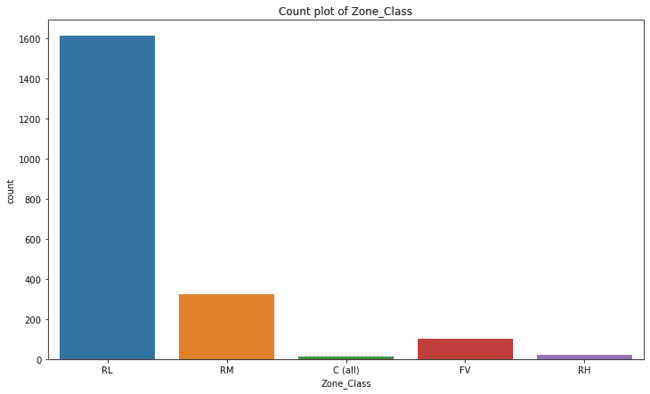 Count plot of Zone_Class
1600
1400
1200
1000
800
600
400
200
0
count
RL RM C (all) FV RH
Zone_Class